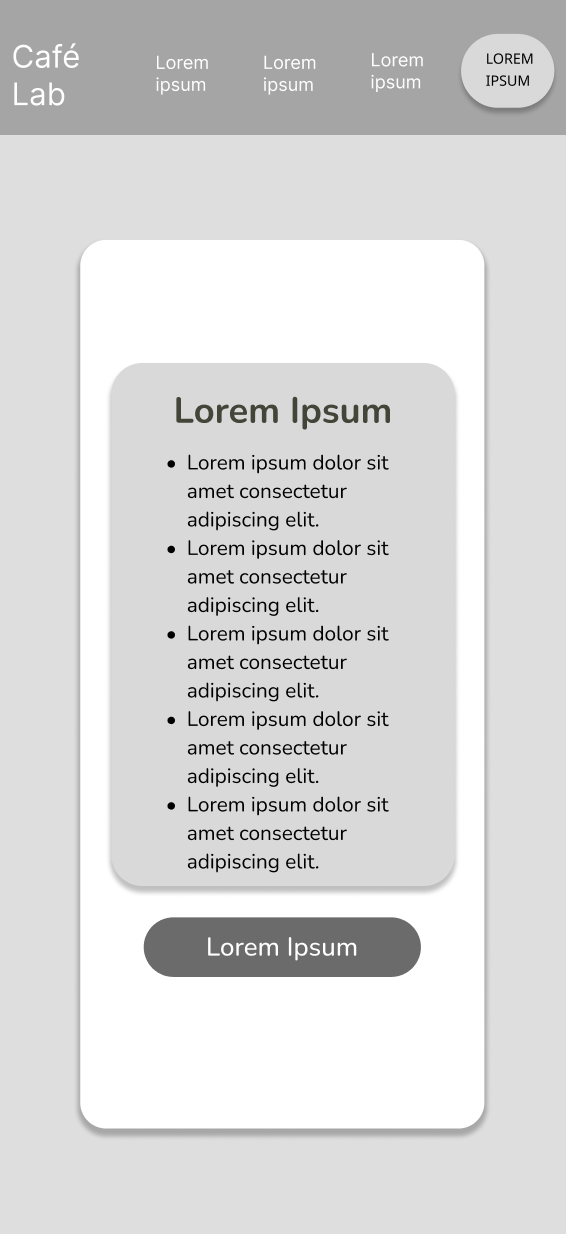 Café
Lab
Lorem
ipsum
Lorem
ipsum
Lorem
ipsum
LOREM
IPSUM
Lorem Ipsum
• Lorem ipsum dolor sit
amet consectetur
adipiscing elit.
• Lorem ipsum dolor sit
amet consectetur
adipiscing elit.
• Lorem ipsum dolor sit
amet consectetur
adipiscing elit.
• Lorem ipsum dolor sit
amet consectetur
adipiscing elit.
• Lorem ipsum dolor sit
amet consectetur
adipiscing elit.
Lorem Ipsum